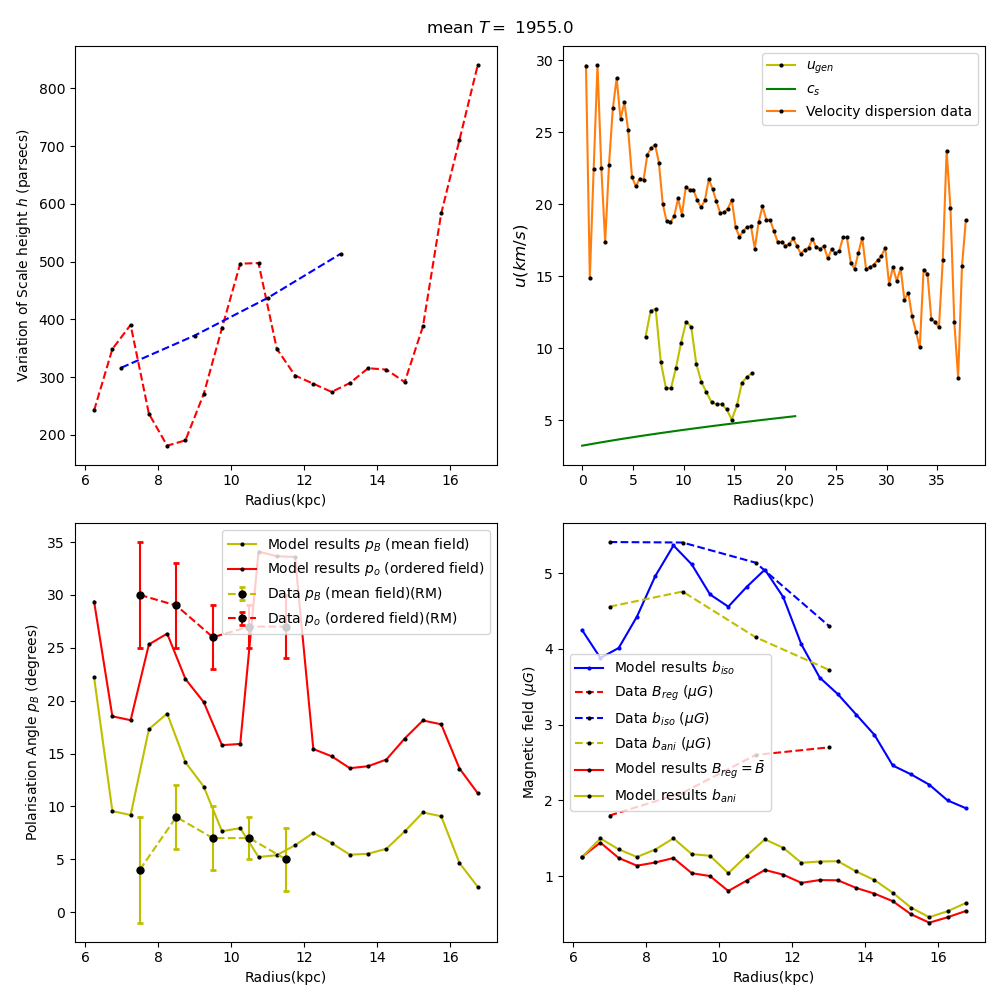 mean T = 1955.0
Variation of Scale height h (parsecs)
800
700
600
500
400
300
200
6 8 10 12 14 16
Radius(kpc)
u(km/s)
30
25
20
15
10
5
u_gen
c_s
Velocity dispersion data
0 5 10 15 20 25 30 35
Radius(kpc)
Polarisation Angle p_B (degrees)
35
30
25
20
15
10
5
0
Model results p_B (mean field)
Model results p_o (ordered field)
Data p_B (mean field)(RM)
Data p_o (ordered field)(RM)
6 8 10 12 14 16
Radius(kpc)
Magnetic field (μG)
5
4
3
2
1
Model results b_iso
Data B_reg (μG)
Data b_iso (μG)
Data b_ani (μG)
Model results B_reg = B̄
Model results b_ani
6 8 10 12 14 16
Radius(kpc)